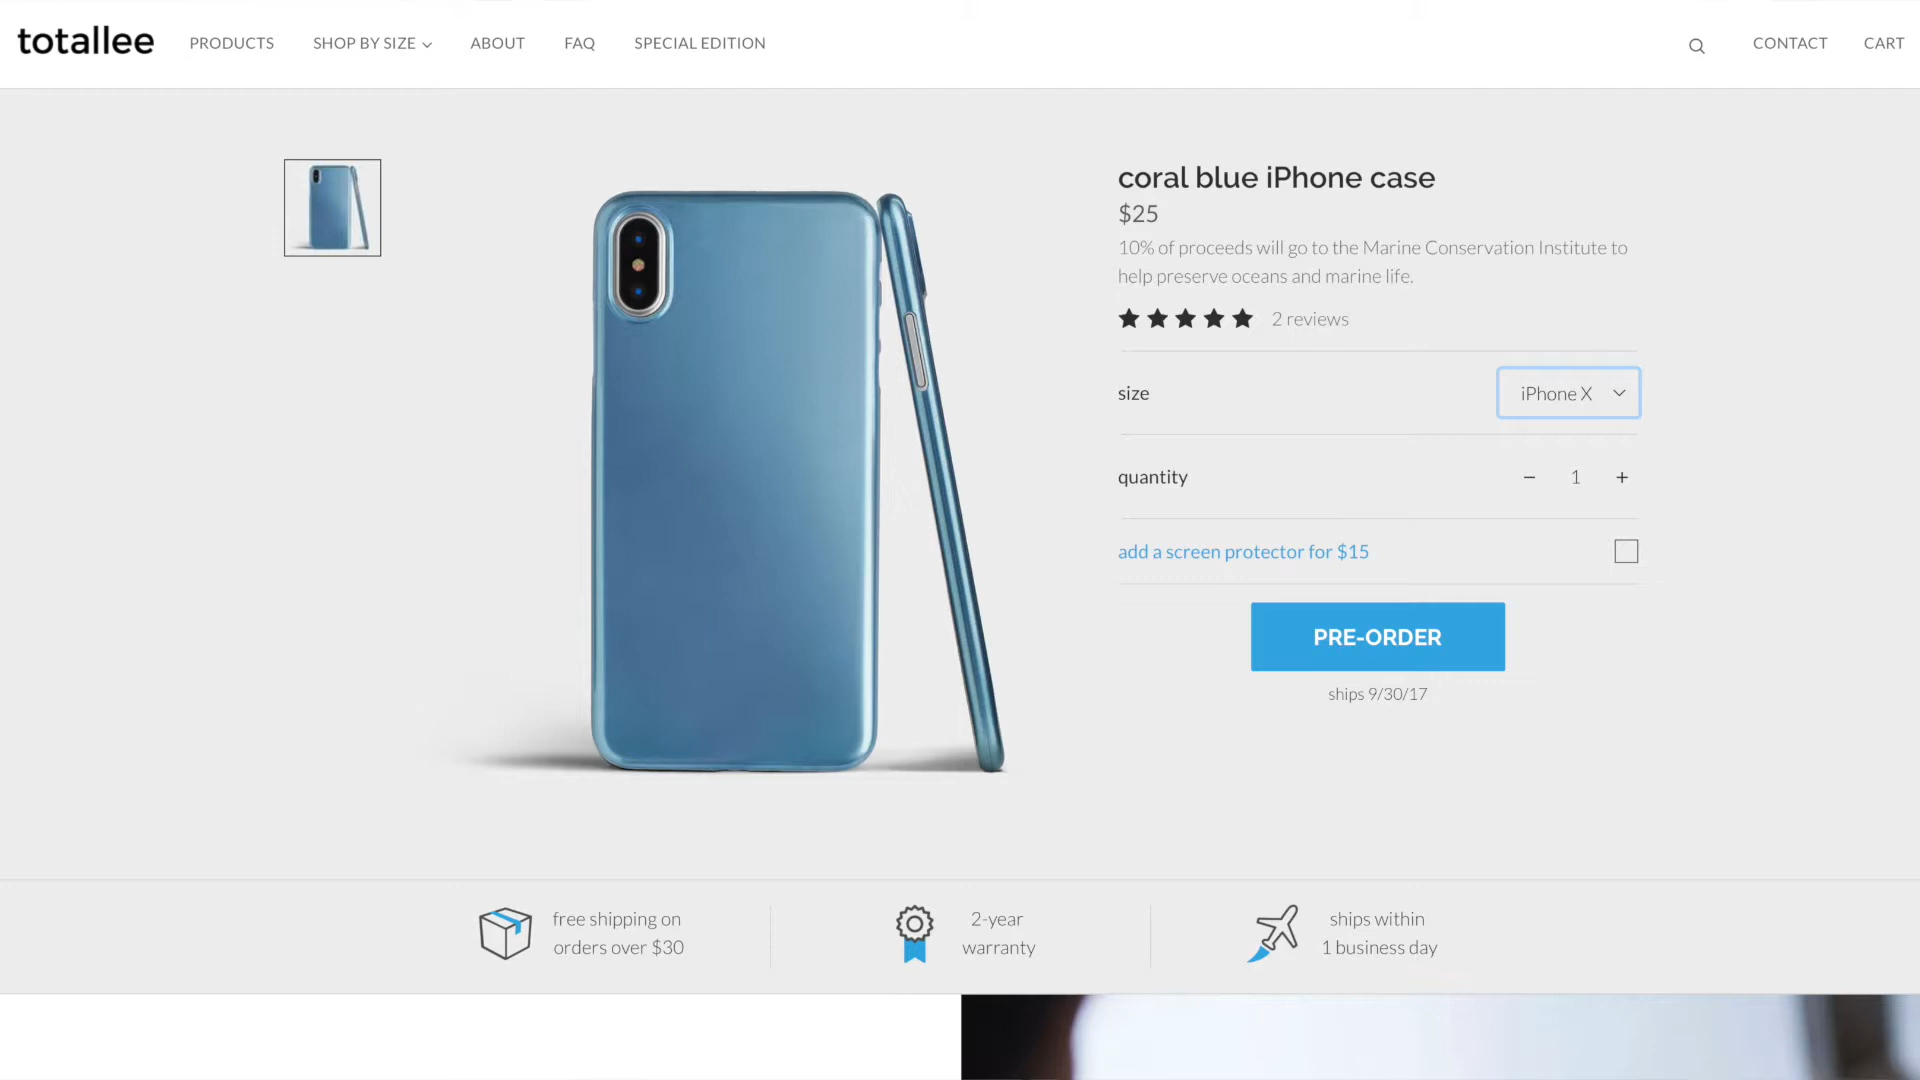 totallee
PRODUCTS
SHOP BY SIZE
ABOUT
FAQ
SPECIAL EDITION
CONTACT
CART
coral blue iPhone case
$25
10% of proceeds will go to the Marine Conservation Institute to
help preserve oceans and marine life.
2 reviews
size
iPhone X
quantity
− 1 +
add a screen protector for $15
PRE-ORDER
ships 9/30/17
free shipping on
orders over $30
2-year
warranty
ships within
1 business day